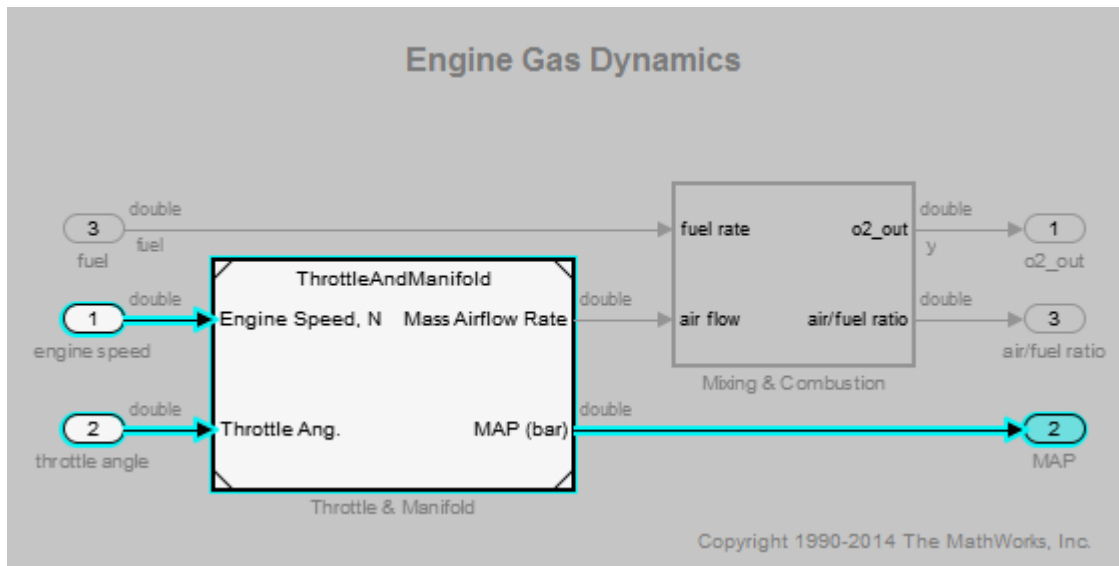 Engine Gas Dynamics
double
3
fuel
fuel
fuel rate
o2_out
double
y
1
o2_out
ThrottleAndManifold
double
1
engine speed
Engine Speed, N
Mass Airflow Rate
double
air flow
air/fuel ratio
double
3
air/fuel ratio
Mixing & Combustion
double
2
throttle angle
Throttle Ang.
MAP (bar)
double
2
MAP
Throttle & Manifold
Copyright 1990-2014 The MathWorks, Inc.